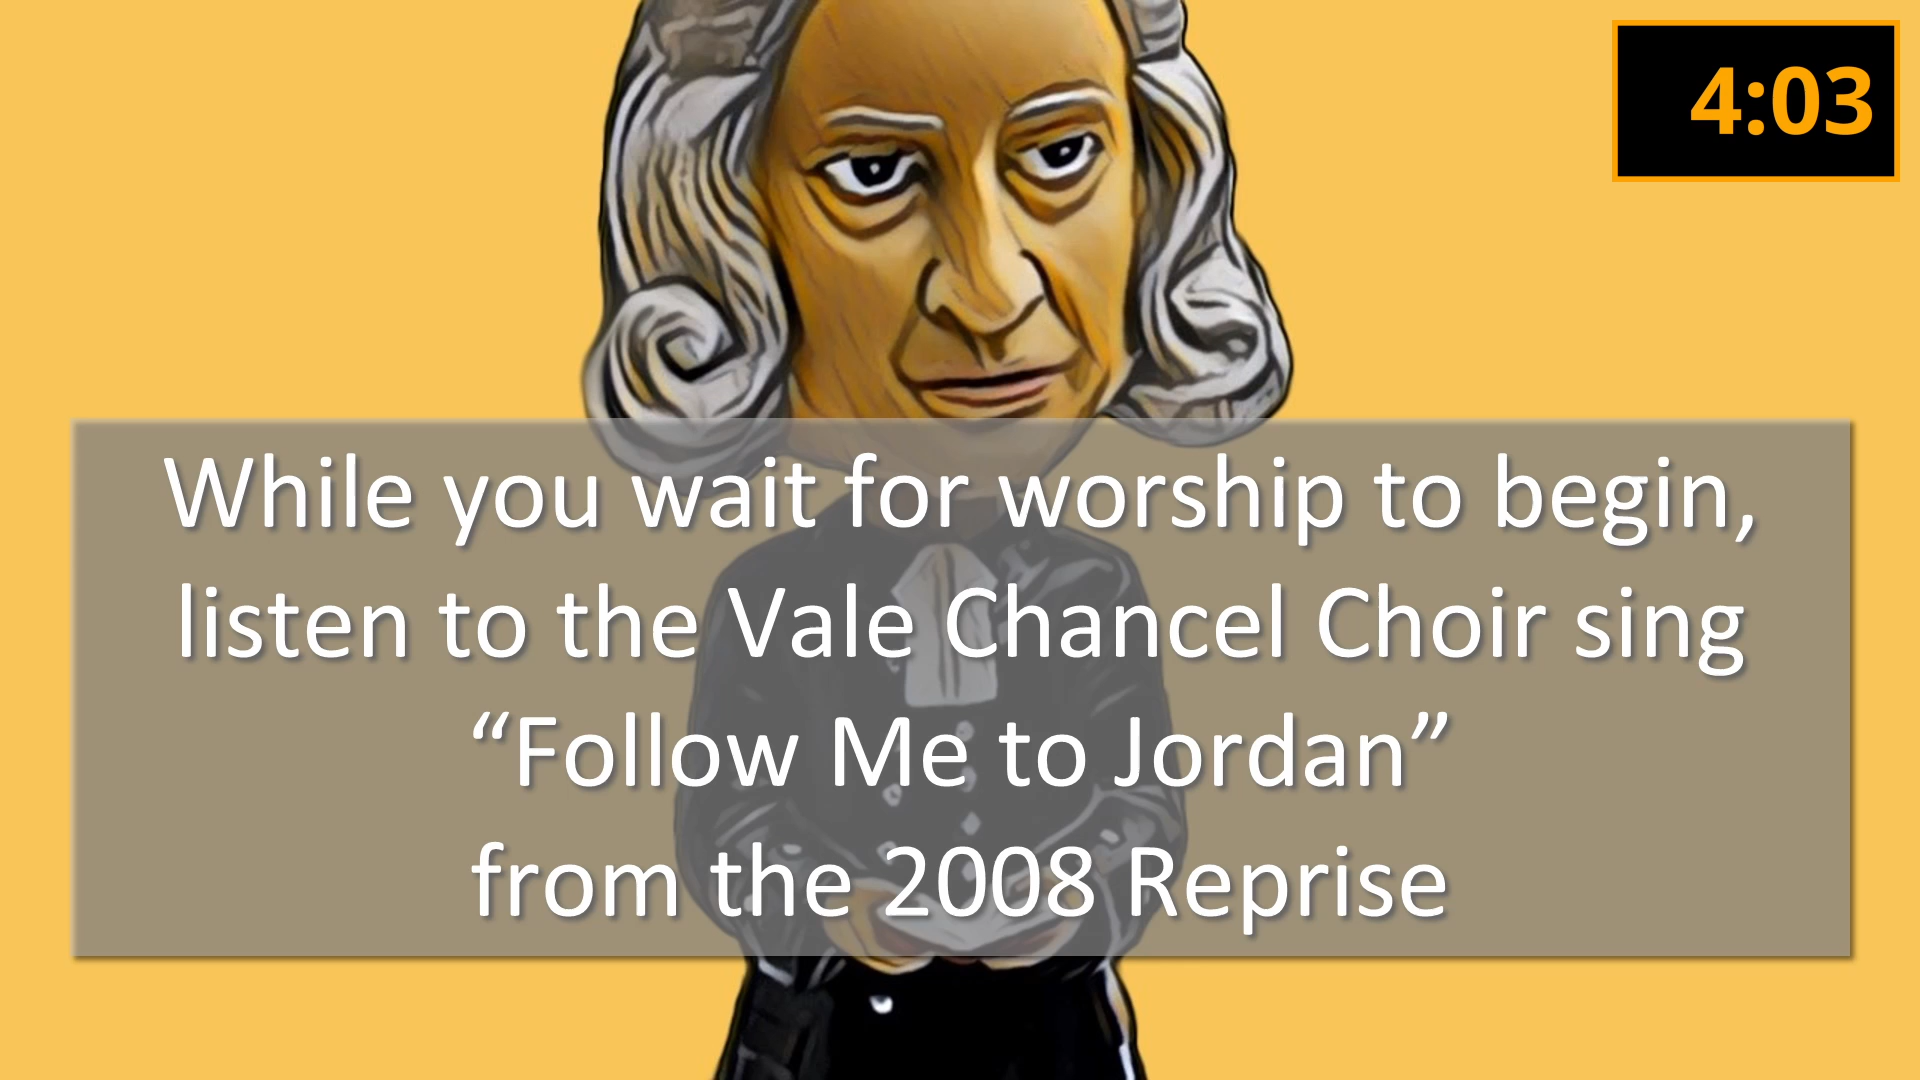 4:03
While you wait for worship to begin,
listen to the Vale Chancel Choir sing
“Follow Me to Jordan”
from the 2008 Reprise